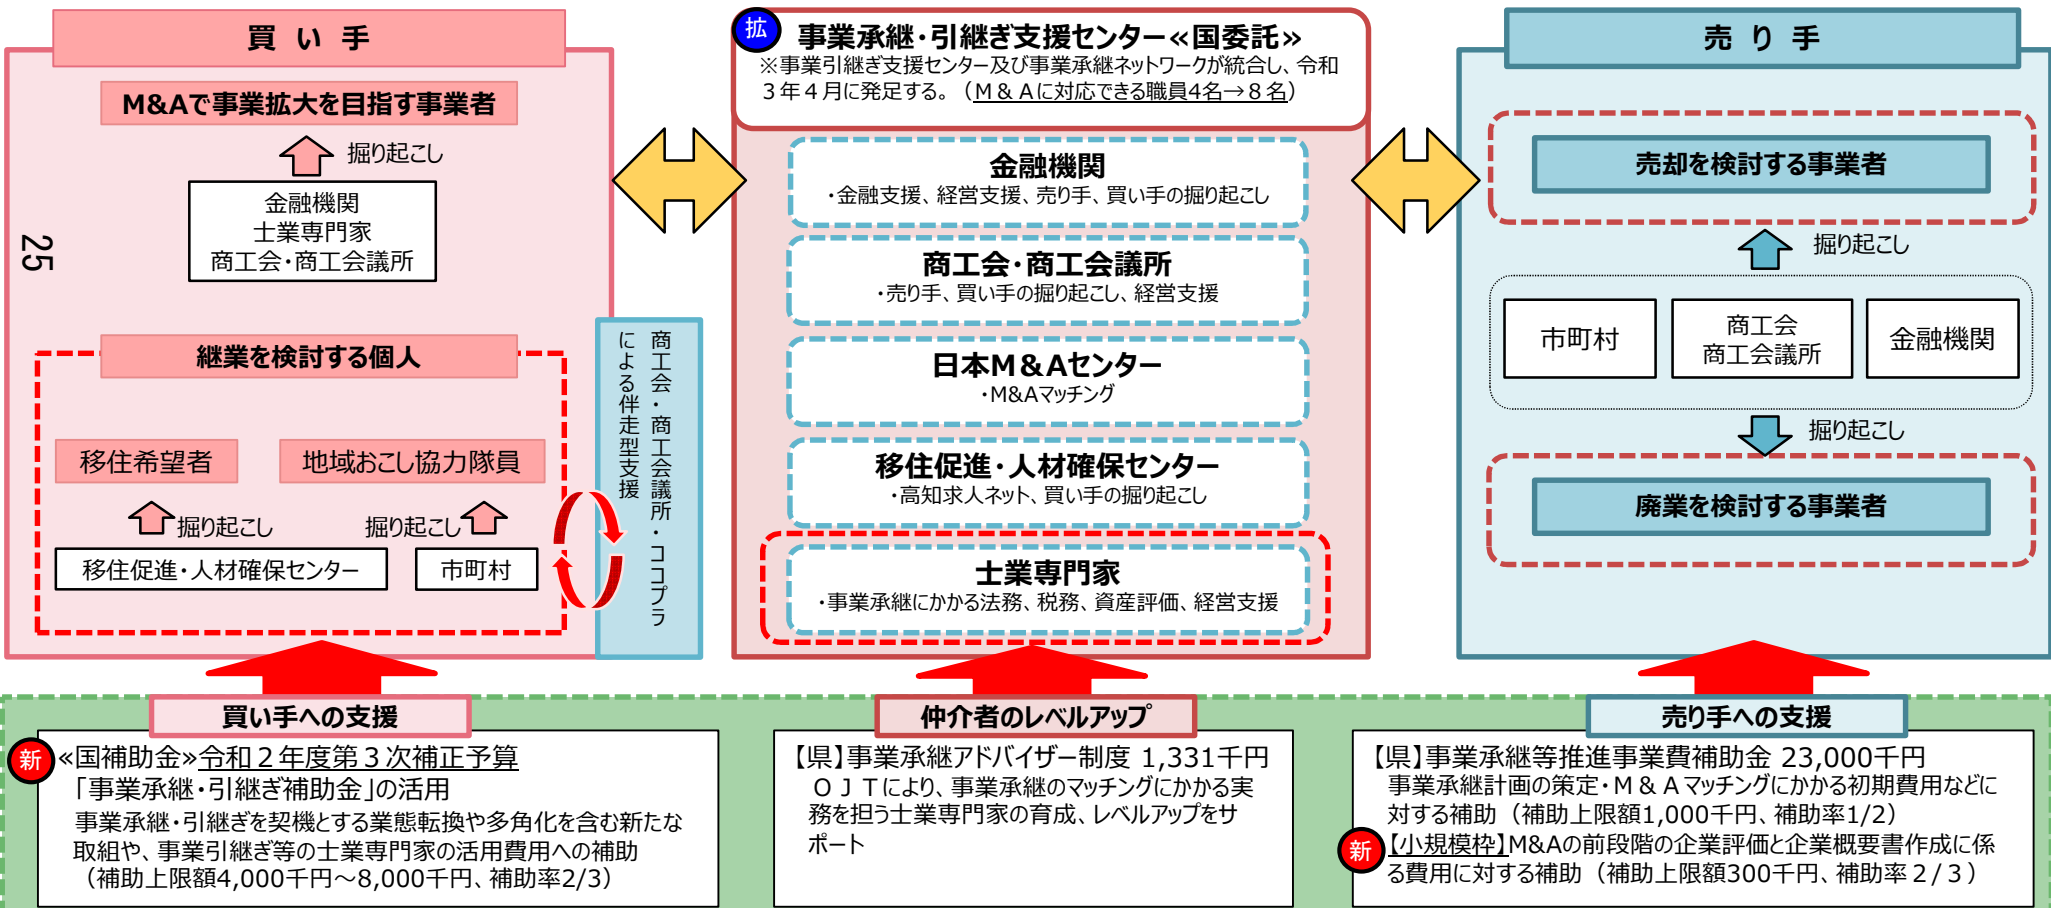 買 い 手
M&Aで事業拡大を目指す事業者
掘り起こし
金融機関
士業専門家
商工会・商工会議所
25
継業を検討する個人
移住希望者
地域おこし協力隊員
掘り起こし
掘り起こし
移住促進・人材確保センター
市町村
商工会・商工会議所・ココプラ
による伴走型支援
拡
事業承継・引継ぎ支援センター≪国委託≫
※事業引継ぎ支援センター及び事業承継ネットワークが統合し、令和
３年４月に発足する。（Ｍ＆Ａに対応できる職員4名→８名）
金融機関
・金融支援、経営支援、売り手、買い手の掘り起こし
商工会・商工会議所
・売り手、買い手の掘り起こし、経営支援
日本Ｍ＆Ａセンター
・M&Aマッチング
移住促進・人材確保センター
・高知求人ネット、買い手の掘り起こし
士業専門家
・事業承継にかかる法務、税務、資産評価、経営支援
売 り 手
売却を検討する事業者
掘り起こし
市町村
商工会
商工会議所
金融機関
掘り起こし
廃業を検討する事業者
買い手への支援
新
≪国補助金≫令和２年度第３次補正予算
「事業承継・引継ぎ補助金」の活用
事業承継・引継ぎを契機とする業態転換や多角化を含む新たな
取組や、事業引継ぎ等の士業専門家の活用費用への補助
（補助上限額4,000千円～8,000千円、補助率2/3）
仲介者のレベルアップ
【県】事業承継アドバイザー制度 1,331千円
ＯＪＴにより、事業承継のマッチングにかかる実
務を担う士業専門家の育成、レベルアップをサ
ポート
売り手への支援
【県】事業承継等推進事業費補助金 23,000千円
事業承継計画の策定・Ｍ＆Ａマッチングにかかる初期費用などに
対する補助（補助上限額1,000千円、補助率1/2）
新
【小規模枠】M&Aの前段階の企業評価と企業概要書作成に係
る費用に対する補助（補助上限額300千円、補助率２/３）